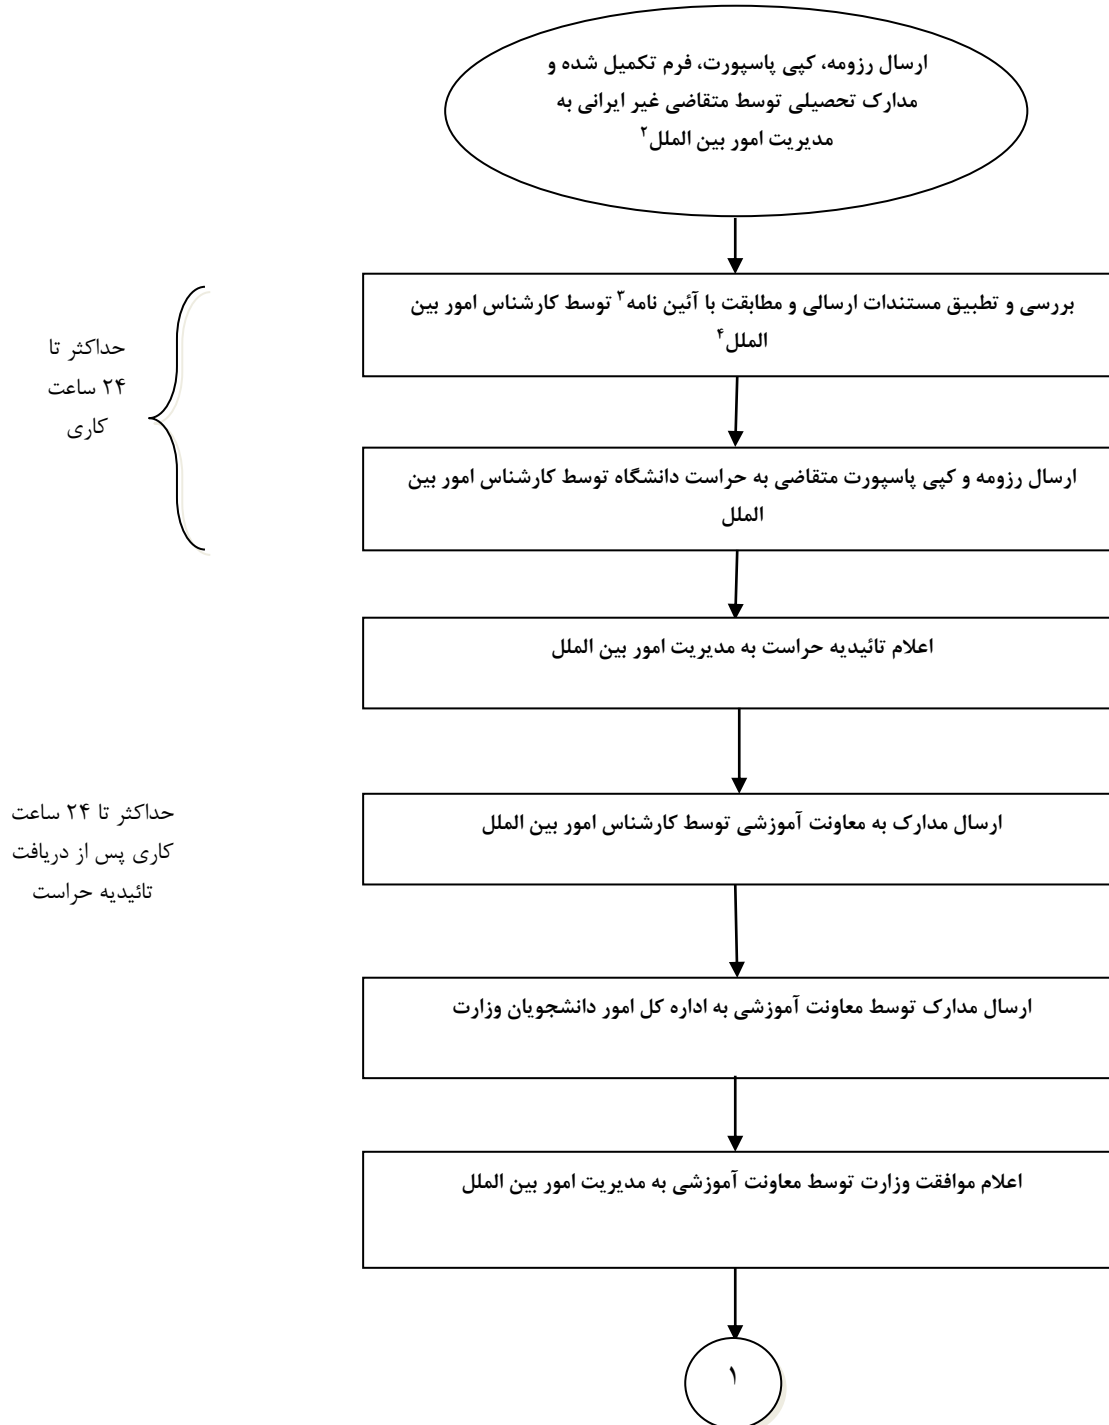 ارسال رزومه، کپی پاسپورت، فرم تکمیل شده و
مدارک تحصیلی توسط متقاضی غیر ایرانی به
مدیریت امور بین الملل۲
بررسی و تطبیق مستندات ارسالی و مطابقت با آئین نامه۳ توسط کارشناس امور بین
الملل۴
حداکثر تا
۲۴ ساعت
کاری
ارسال رزومه و کپی پاسپورت متقاضی به حراست دانشگاه توسط کارشناس امور بین
الملل
اعلام تائیدیه حراست به مدیریت امور بین الملل
ارسال مدارک به معاونت آموزشی توسط کارشناس امور بین الملل
حداکثر تا ۲۴ ساعت
کاری پس از دریافت
تائیدیه حراست
ارسال مدارک توسط معاونت آموزشی به اداره کل امور دانشجویان وزارت
اعلام موافقت وزارت توسط معاونت آموزشی به مدیریت امور بین الملل
۱